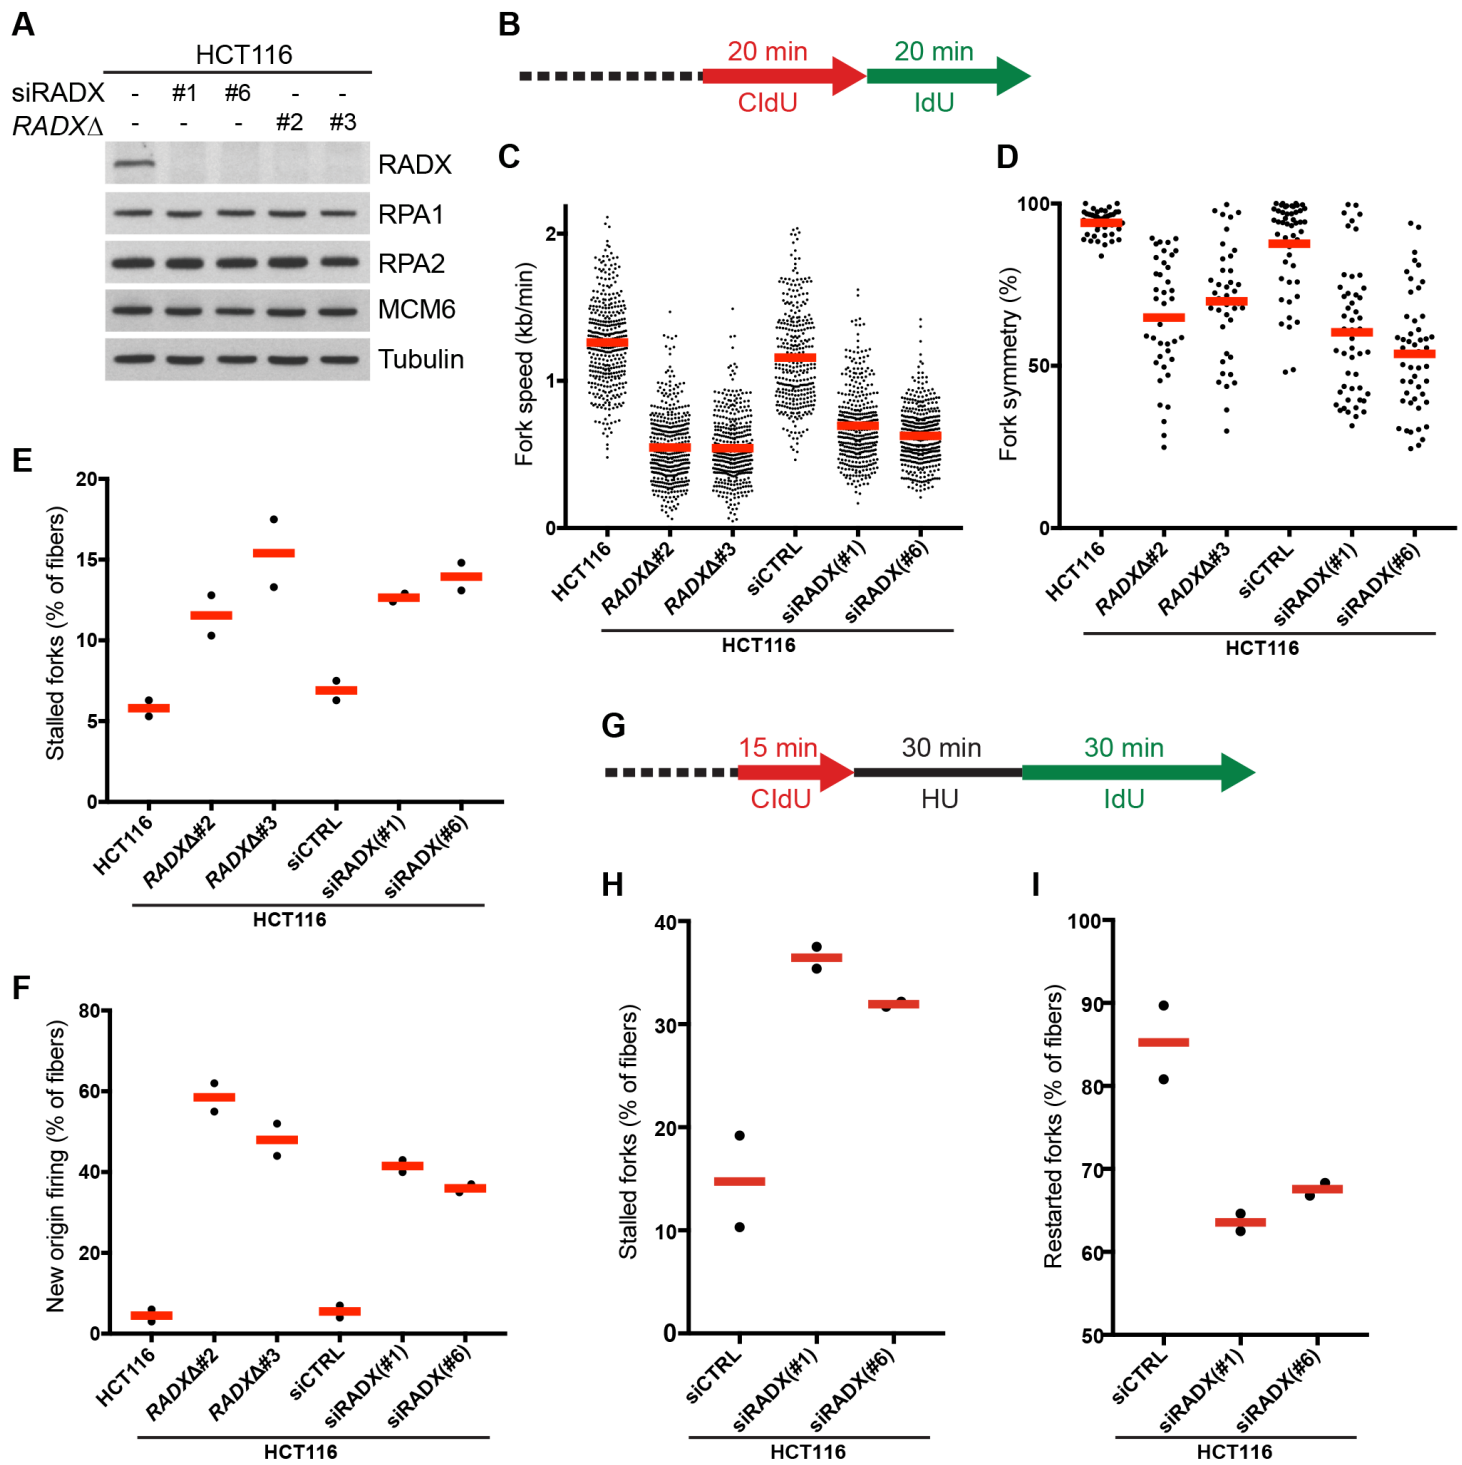 A
HCT116
siRADX - #1 #6 - -
RADXΔ - - - #2 #3
RADX
RPA1
RPA2
MCM6
Tubulin
B
20 min 20 min
CldU IdU
C
Fork speed (kb/min)
2
1
0
HCT116
RADXΔ#2
RADXΔ#3
siCTRL
siRADX(#1)
siRADX(#6)
HCT116
D
Fork symmetry (%)
100
50
0
HCT116
RADXΔ#2
RADXΔ#3
siCTRL
siRADX(#1)
siRADX(#6)
HCT116
E
Stalled forks (% of fibers)
20
15
10
5
0
HCT116
RADXΔ#2
RADXΔ#3
siCTRL
siRADX(#1)
siRADX(#6)
HCT116
F
New origin firing (% of fibers)
80
60
40
20
0
HCT116
RADXΔ#2
RADXΔ#3
siCTRL
siRADX(#1)
siRADX(#6)
HCT116
G
15 min 30 min 30 min
CldU HU IdU
H
Stalled forks (% of fibers)
40
30
20
10
0
siCTRL
siRADX(#1)
siRADX(#6)
HCT116
I
Restarted forks (% of fibers)
100
90
80
70
60
50
siCTRL
siRADX(#1)
siRADX(#6)
HCT116